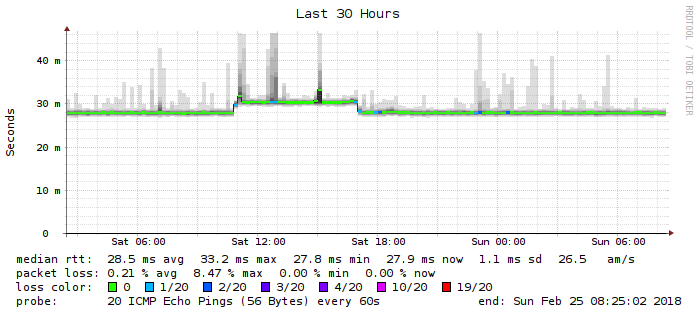 Last 30 Hours
RRDTOOL / TOBI OETIKER
Seconds
40 m
30 m
20 m
10 m
0
Sat 06:00 Sat 12:00 Sat 18:00 Sun 00:00 Sun 06:00
median rtt: 28.5 ms avg 33.2 ms max 27.8 ms min 27.9 ms now 1.1 ms sd 26.5 am/s
packet loss: 0.21 % avg 8.47 % max 0.00 % min 0.00 % now
loss color: 0 1/20 2/20 3/20 4/20 10/20 19/20
probe: 20 ICMP Echo Pings (56 Bytes) every 60s end: Sun Feb 25 08:25:02 2018